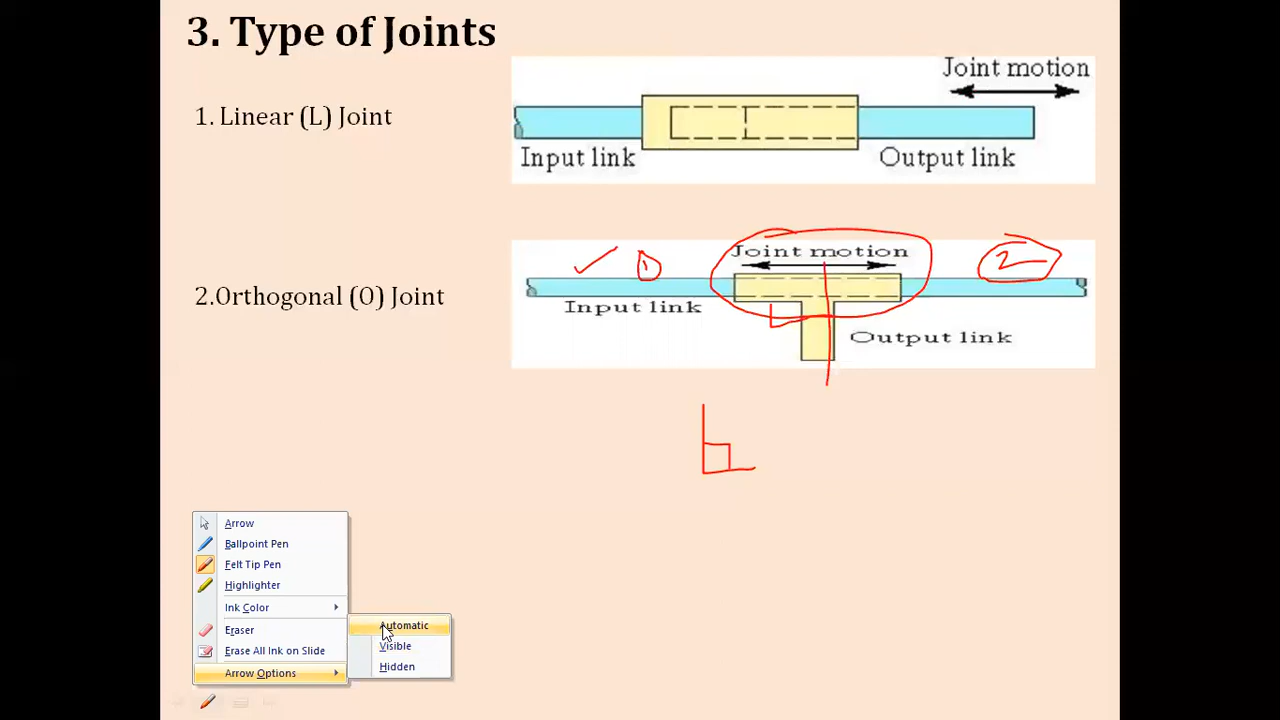 3. Type of Joints
Joint motion
1. Linear (L) Joint
Input link
Output link
Joint motion
1
2
2.Orthogonal (O) Joint
Input link
Output link
Arrow
Ballpoint Pen
Felt Tip Pen
Highlighter
Ink Color
Eraser
Erase All Ink on Slide
Arrow Options
Automatic
Visible
Hidden